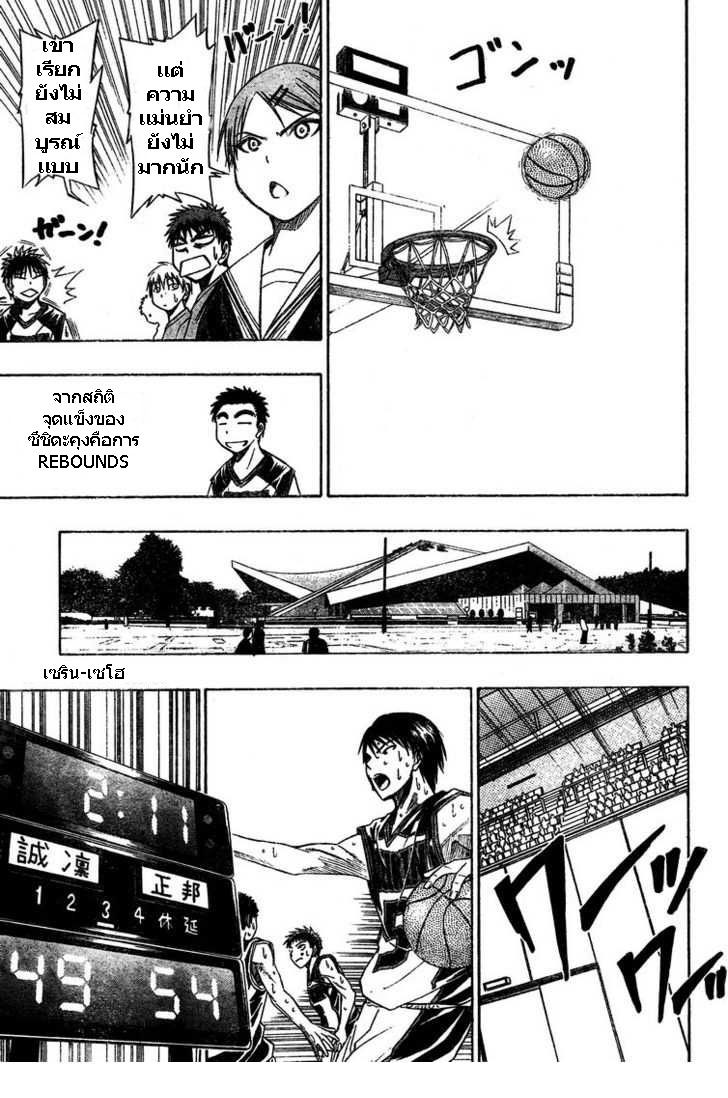 ゴンッ
แต่
ความ
แม่นยำ
ยังไม่
มากนัก
เขา
เรียก
ยังไม่
สม
บูรณ์
แบบ
ガーン!
ガーン!
จากสถิติ
จุดแข็งของ
ซึชิดะคุงคือการ
REBOUNDS
เซริน-เซโฮ
ワッ
ワッ
2:11
誠凛 正邦
1 2 3 4 休 延
49 54